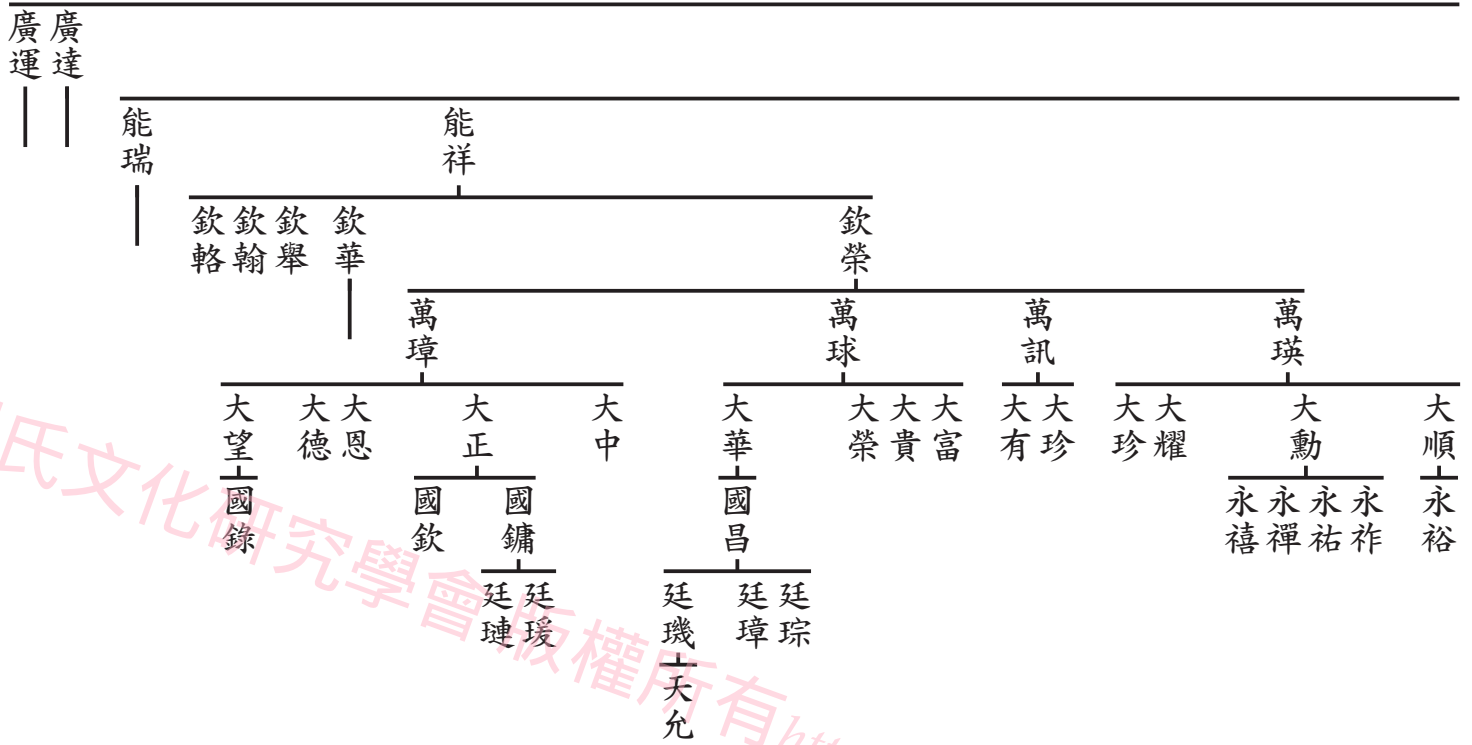 廣達
廣運
能祥
能瑞
欽榮
欽華
欽舉
欽翰
欽輅
萬瑛
萬訊
萬球
萬璋
大順
大勳
大耀
大珍
大珍
大有
大富
大貴
大榮
大華
大中
大正
大恩
大德
大望
永裕
永祚
永祐
永禪
永禧
國昌
國鏞
國欽
國錄
廷琮
廷璋
廷璣
廷瑗
廷璉
天允
氏文化研究學會 版權所有